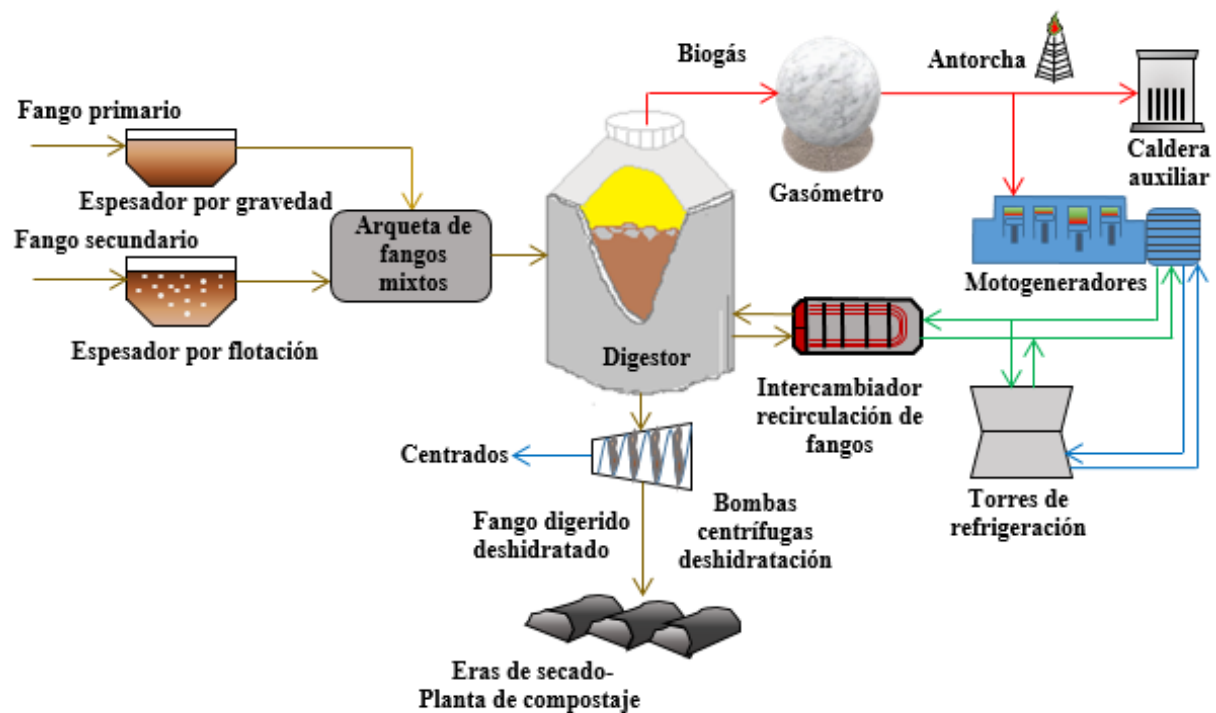 Biogás
Antorcha
Fango primario
Espesador por gravedad
Gasómetro
Caldera
auxiliar
Fango secundario
Arqueta de
fangos
mixtos
Motogeneradores
Espesador por flotación
Digestor
Intercambiador
recirculación de
fangos
Centrados
Torres de
refrigeración
Fango digerido
deshidratado
Bombas
centrífugas
deshidratación
Eras de secado-
Planta de compostaje